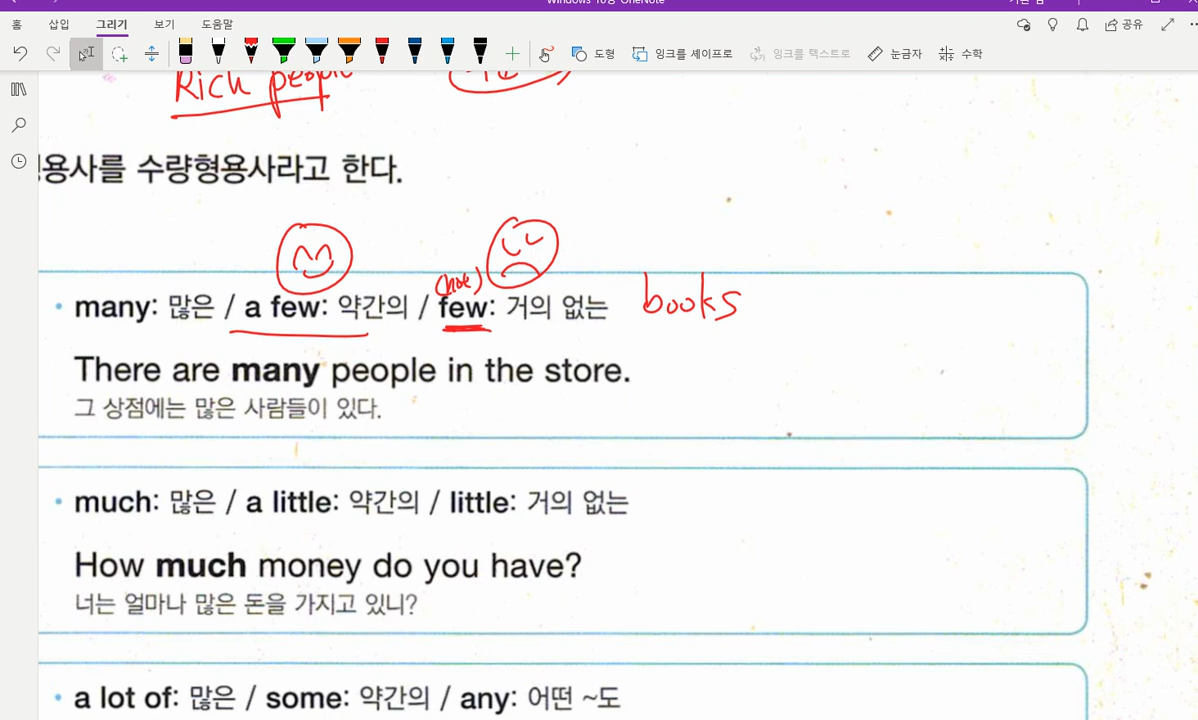 Windows 10용 OneNote
홈 삽입 그리기 보기 도움말
공유
도형 잉크를 셰이프로 잉크를 텍스트로 눈금자 수학
Rich people
용사를 수량형용사라고 한다.
(not)
• many: 많은 / a few: 약간의 / few: 거의 없는 books
There are many people in the store.
그 상점에는 많은 사람들이 있다.
• much: 많은 / a little: 약간의 / little: 거의 없는
How much money do you have?
너는 얼마나 많은 돈을 가지고 있니?
• a lot of: 많은 / some: 약간의 / any: 어떤 ~도